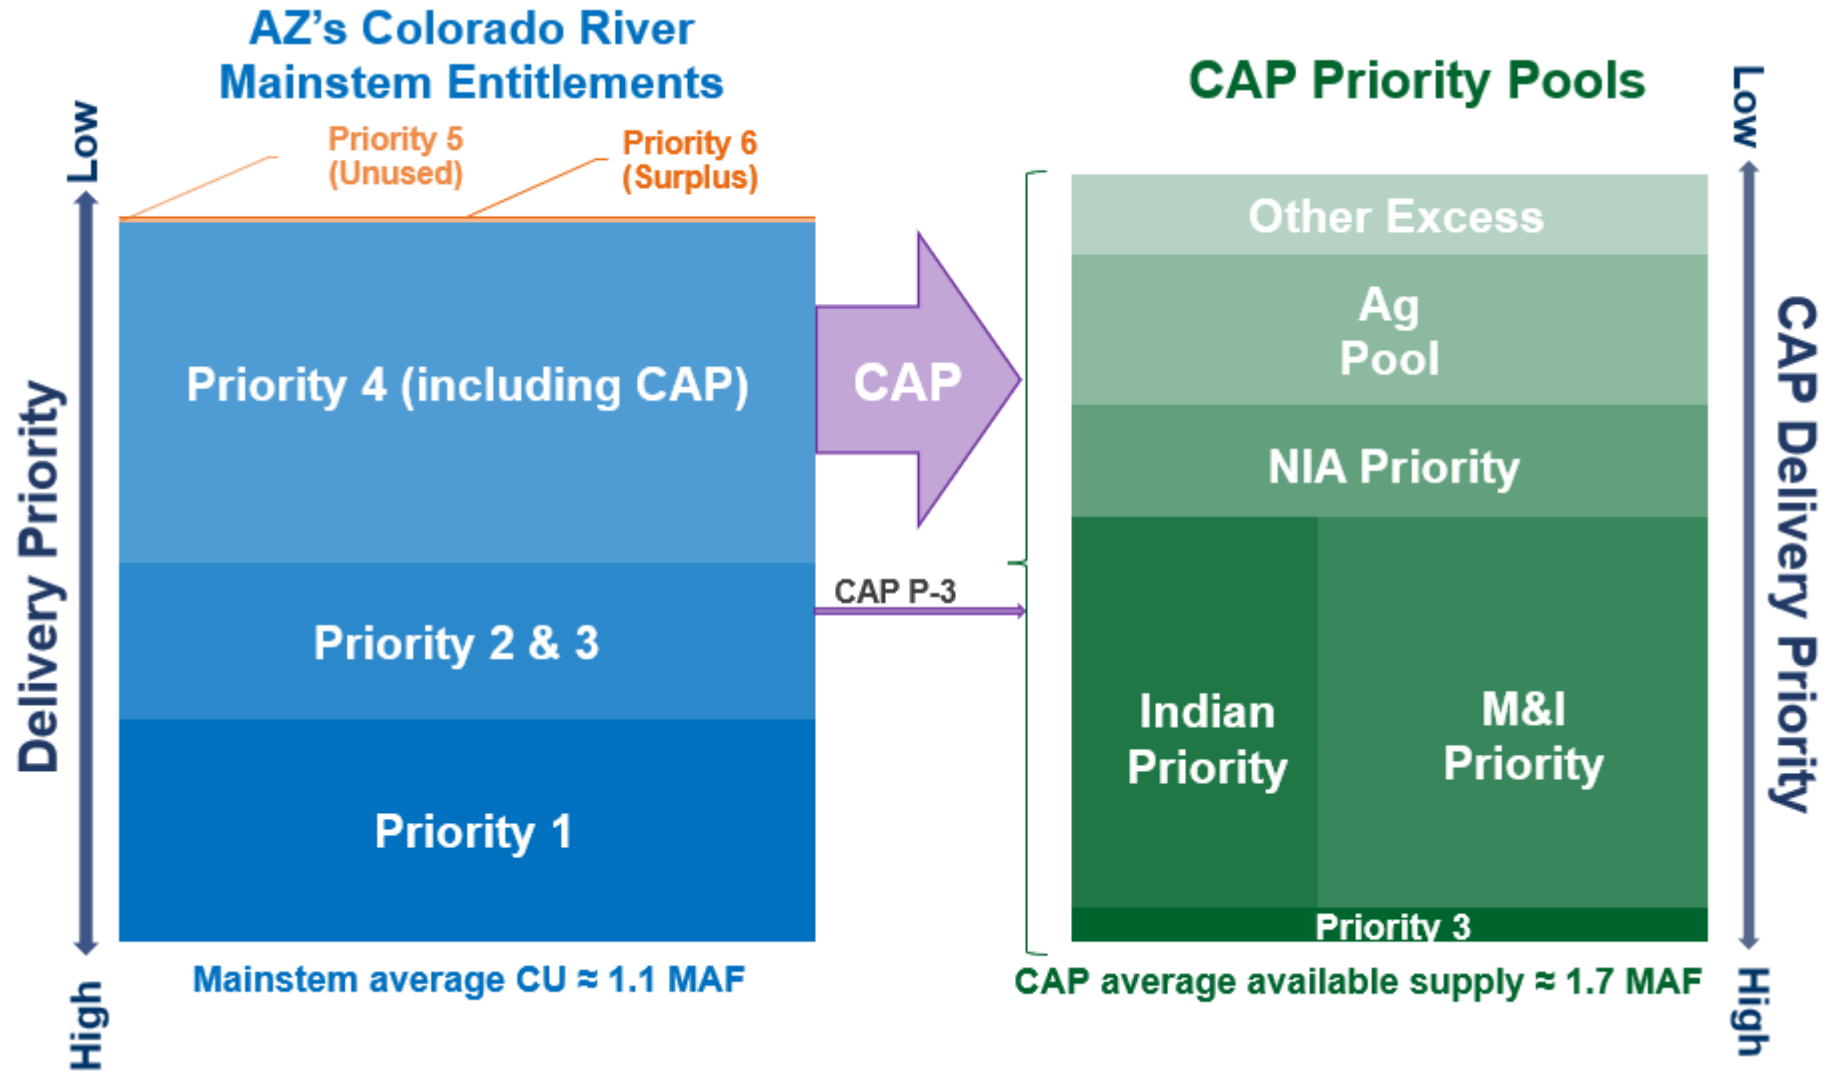 AZ’s Colorado River
Mainstem Entitlements
Low
Delivery Priority
High
Priority 5
(Unused)
Priority 6
(Surplus)
Priority 4 (including CAP)
Priority 2 & 3
Priority 1
Mainstem average CU ≈ 1.1 MAF
CAP
CAP P-3
CAP Priority Pools
Other Excess
Ag
Pool
NIA Priority
Indian
Priority
M&I
Priority
Priority 3
CAP average available supply ≈ 1.7 MAF
Low
CAP Delivery Priority
High